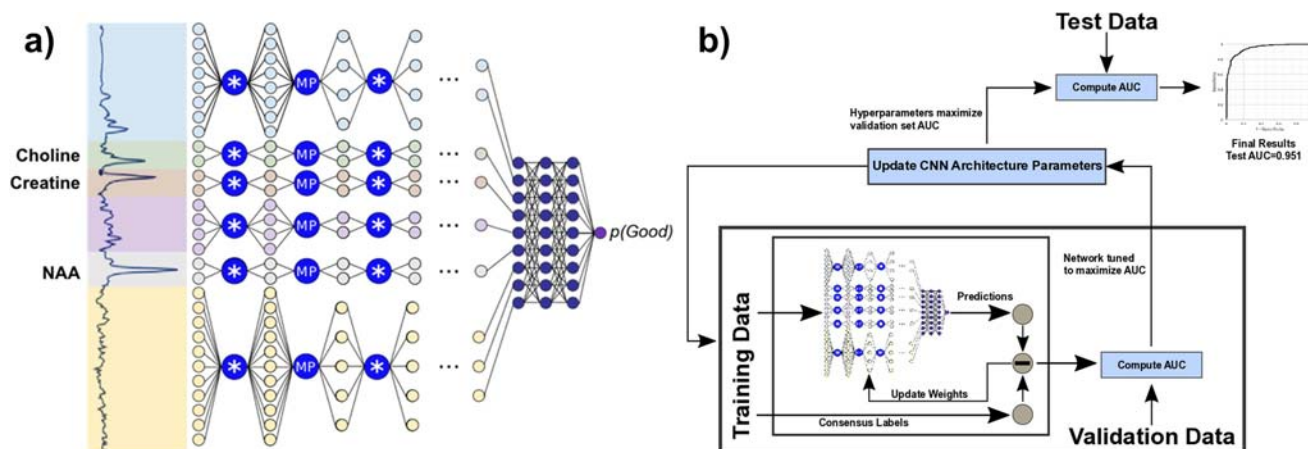 a)
Choline
Creatine
NAA
*
MP
*
...
*
MP
*
...
*
MP
*
...
*
MP
*
...
*
MP
*
...
*
MP
*
...
p(Good)
b)
Test Data
Compute AUC
Hyperparameters maximize
validation set AUC
Final Results
Test AUC=0.951
Update CNN Architecture Parameters
Network tuned
to maximize AUC
Training Data
Predictions
Update Weights
Consensus Labels
Compute AUC
Validation Data